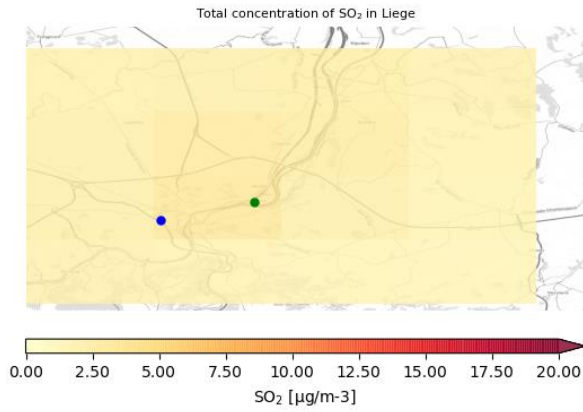 Total concentration of SO₂ in Liege
0.00 2.50 5.00 7.50 10.00 12.50 15.00 17.50 20.00
SO₂ [µg/m-3]